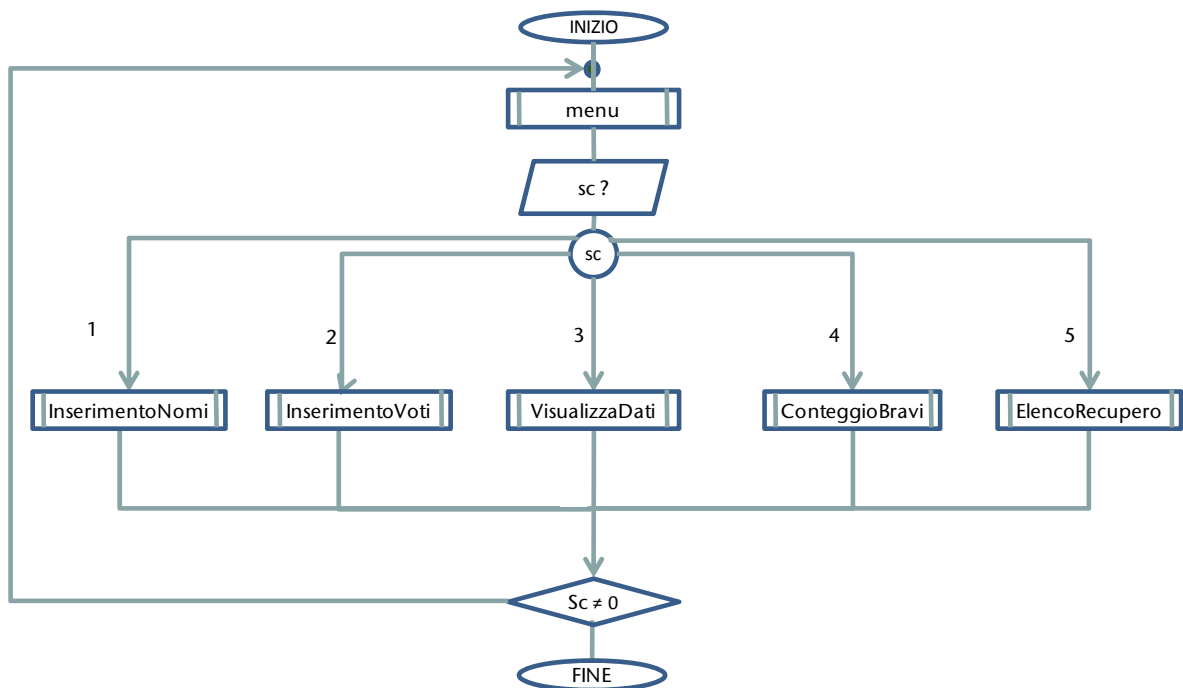 INIZIO
menu
sc ?
sc
1
2
3
4
5
InserimentoNomi
InserimentoVoti
VisualizzaDati
ConteggioBravi
ElencoRecupero
Sc ≠ 0
FINE